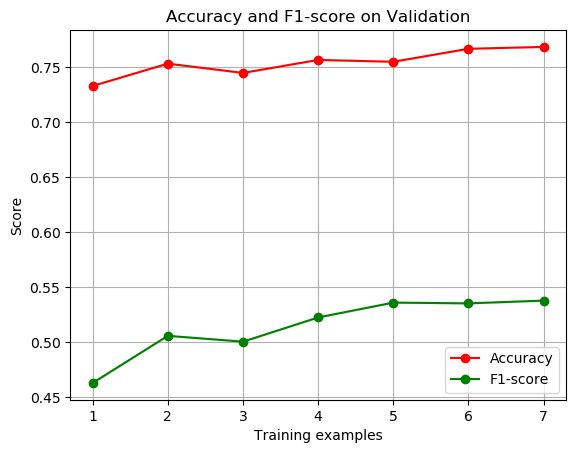 Accuracy and F1-score on Validation
Score
0.75
0.70
0.65
0.60
0.55
0.50
0.45
Accuracy
F1-score
1 2 3 4 5 6 7
Training examples